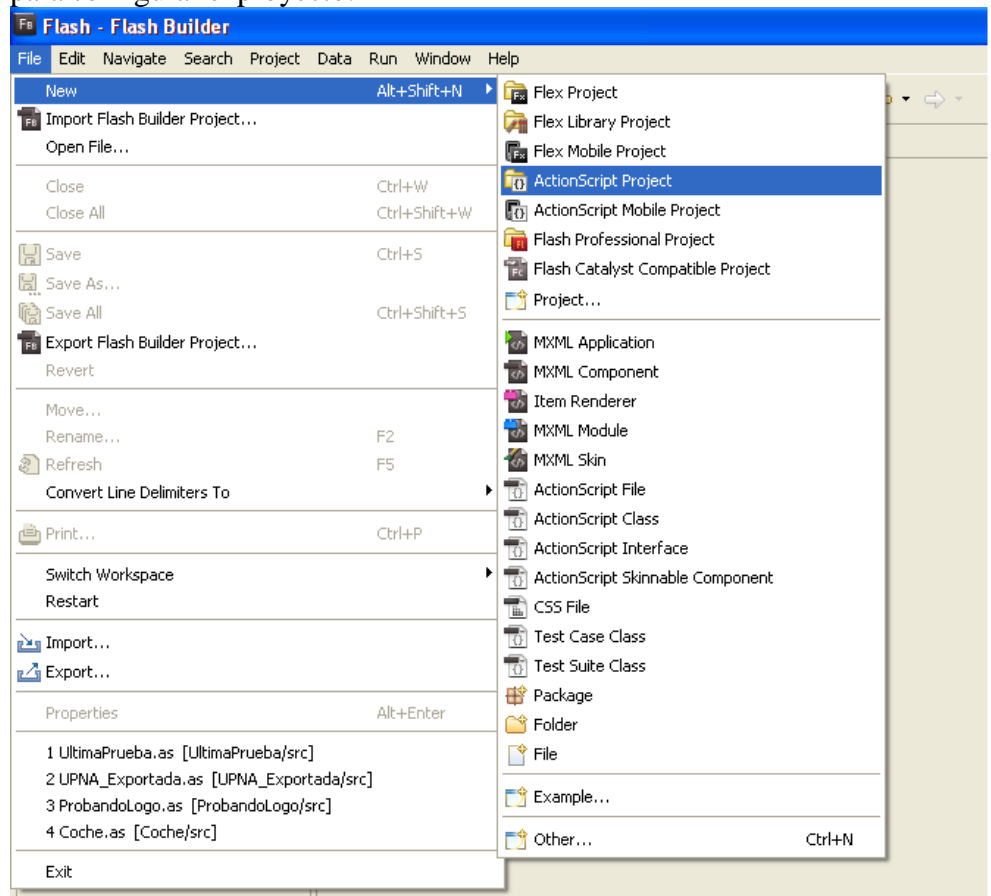 para configurar el proyecto.
Fb Flash - Flash Builder
File Edit Navigate Search Project Data Run Window Help
New Alt+Shift+N
Import Flash Builder Project...
Open File...
Close Ctrl+W
Close All Ctrl+Shift+W
Save Ctrl+S
Save As...
Save All Ctrl+Shift+S
Export Flash Builder Project...
Revert
Move...
Rename... F2
Refresh F5
Convert Line Delimiters To
Print... Ctrl+P
Switch Workspace
Restart
Import...
Export...
Properties Alt+Enter
1 UltimaPrueba.as [UltimaPrueba/src]
2 UPNA_Exportada.as [UPNA_Exportada/src]
3 ProbandoLogo.as [ProbandoLogo/src]
4 Coche.as [Coche/src]
Exit
Flex Project
Flex Library Project
Flex Mobile Project
ActionScript Project
ActionScript Mobile Project
Flash Professional Project
Flash Catalyst Compatible Project
Project...
MXML Application
MXML Component
Item Renderer
MXML Module
MXML Skin
ActionScript File
ActionScript Class
ActionScript Interface
ActionScript Skinnable Component
CSS File
Test Case Class
Test Suite Class
Package
Folder
File
Example...
Other... Ctrl+N